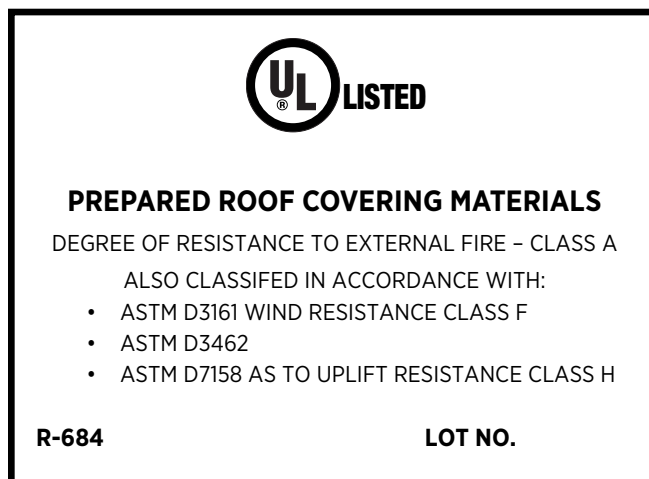 UL® LISTED
PREPARED ROOF COVERING MATERIALS
DEGREE OF RESISTANCE TO EXTERNAL FIRE – CLASS A
ALSO CLASSIFED IN ACCORDANCE WITH:
• ASTM D3161 WIND RESISTANCE CLASS F
• ASTM D3462
• ASTM D7158 AS TO UPLIFT RESISTANCE CLASS H
R-684 LOT NO.